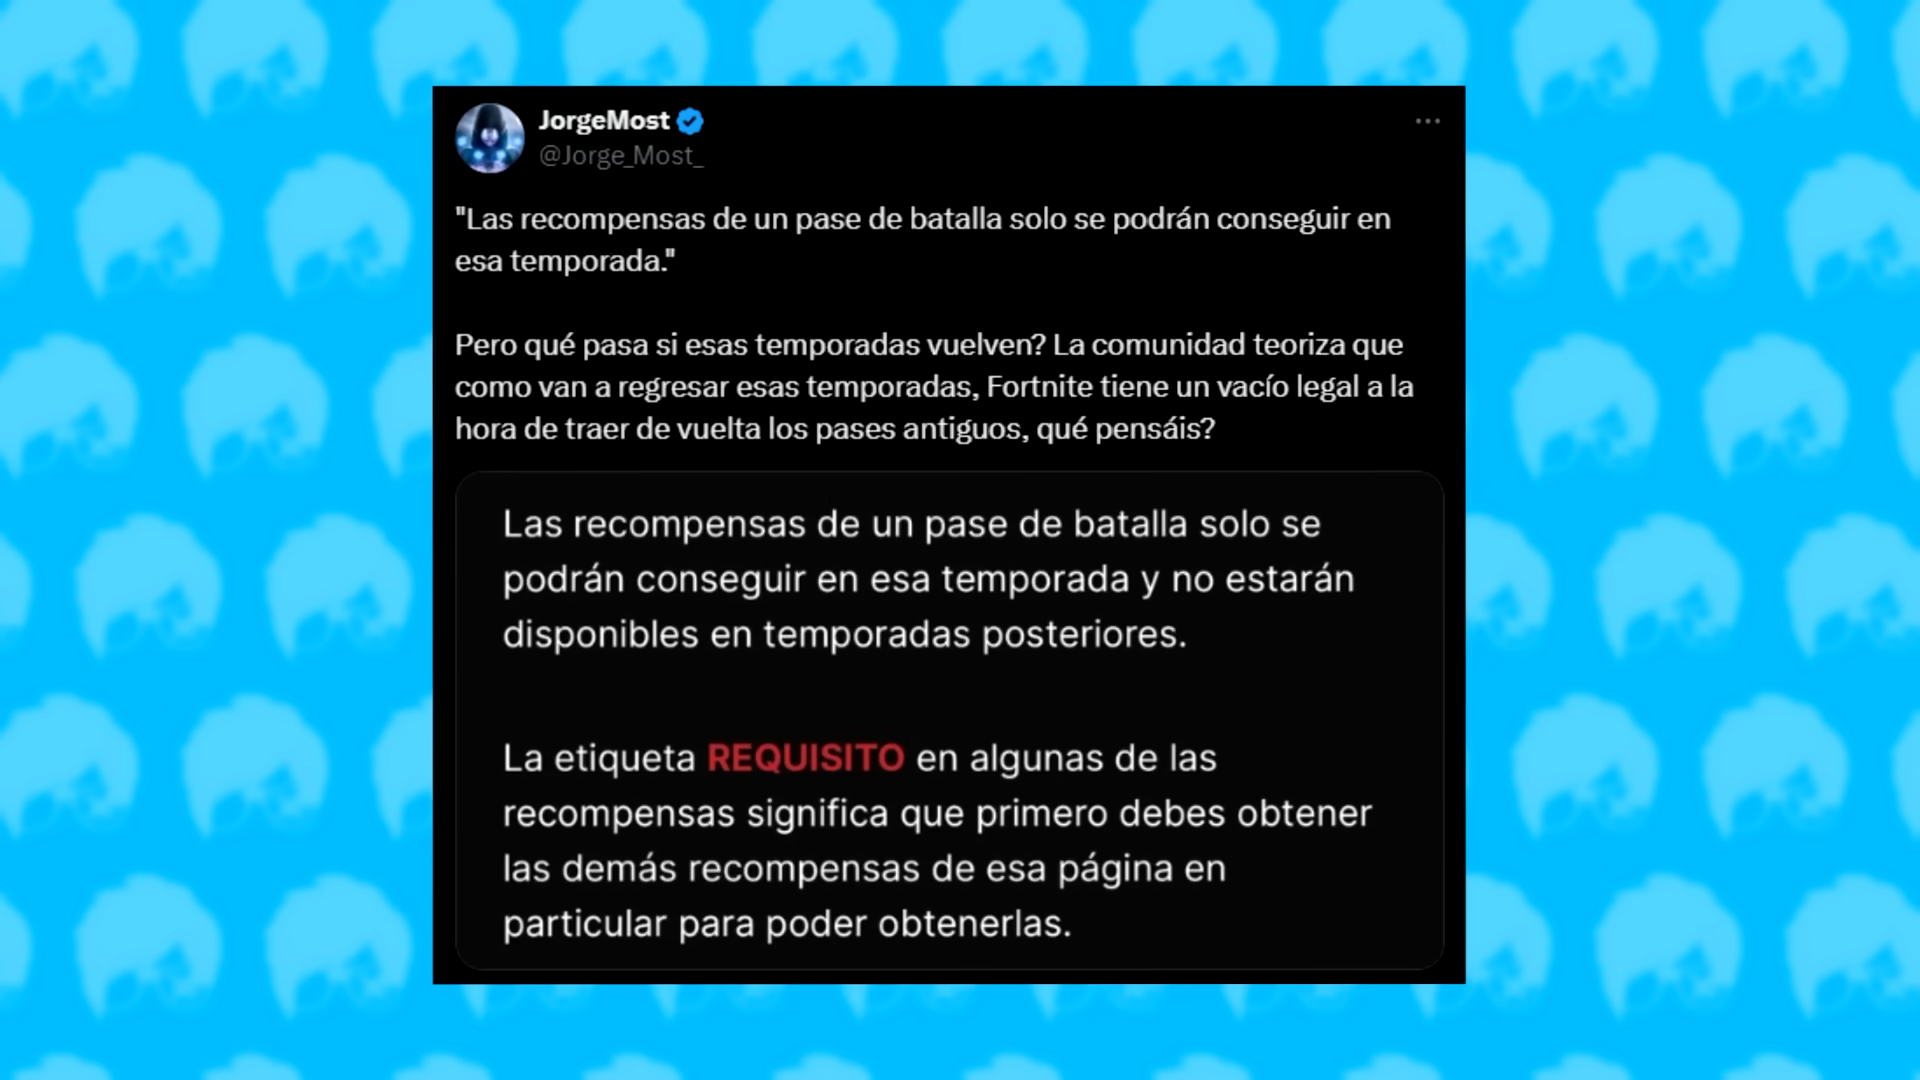 JorgeMost
@Jorge_Most_
"Las recompensas de un pase de batalla solo se podrán conseguir en
esa temporada."
Pero qué pasa si esas temporadas vuelven? La comunidad teoriza que
como van a regresar esas temporadas, Fortnite tiene un vacío legal a la
hora de traer de vuelta los pases antiguos, qué pensáis?
Las recompensas de un pase de batalla solo se
podrán conseguir en esa temporada y no estarán
disponibles en temporadas posteriores.
La etiqueta REQUISITO en algunas de las
recompensas significa que primero debes obtener
las demás recompensas de esa página en
particular para poder obtenerlas.